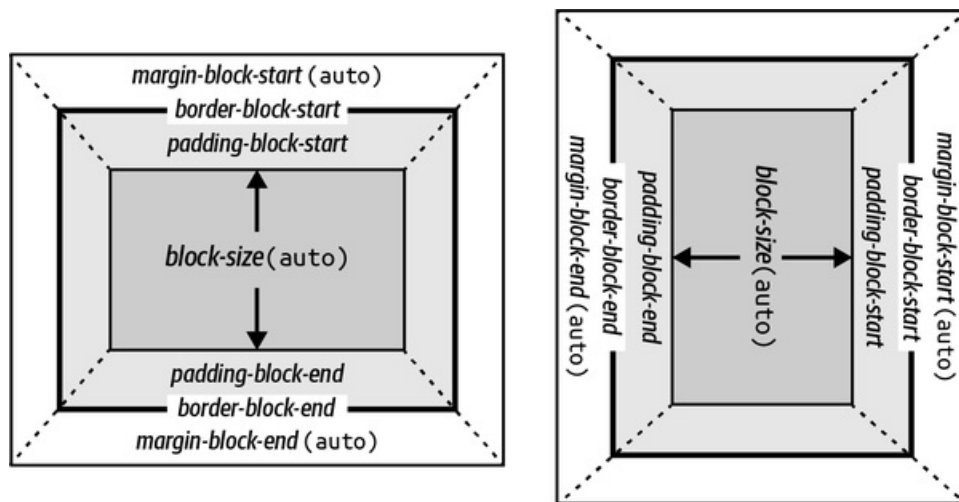 margin-block-start (auto)
border-block-start
padding-block-start
block-size (auto)
padding-block-end
border-block-end
margin-block-end (auto)
margin-block-start (auto)
border-block-start
padding-block-start
block-size (auto)
padding-block-end
border-block-end
margin-block-end (auto)